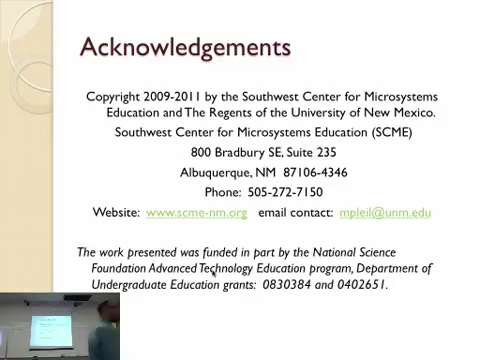 Acknowledgements
Copyright 2009-2011 by the Southwest Center for Microsystems
Education and The Regents of the University of New Mexico.
Southwest Center for Microsystems Education (SCME)
800 Bradbury SE, Suite 235
Albuquerque, NM 87106-4346
Phone: 505-272-7150
Website: www.scme-nm.org email contact: mpleil@unm.edu
The work presented was funded in part by the National Science
Foundation Advanced Technology Education program, Department of
Undergraduate Education grants: 0830384 and 0402651.